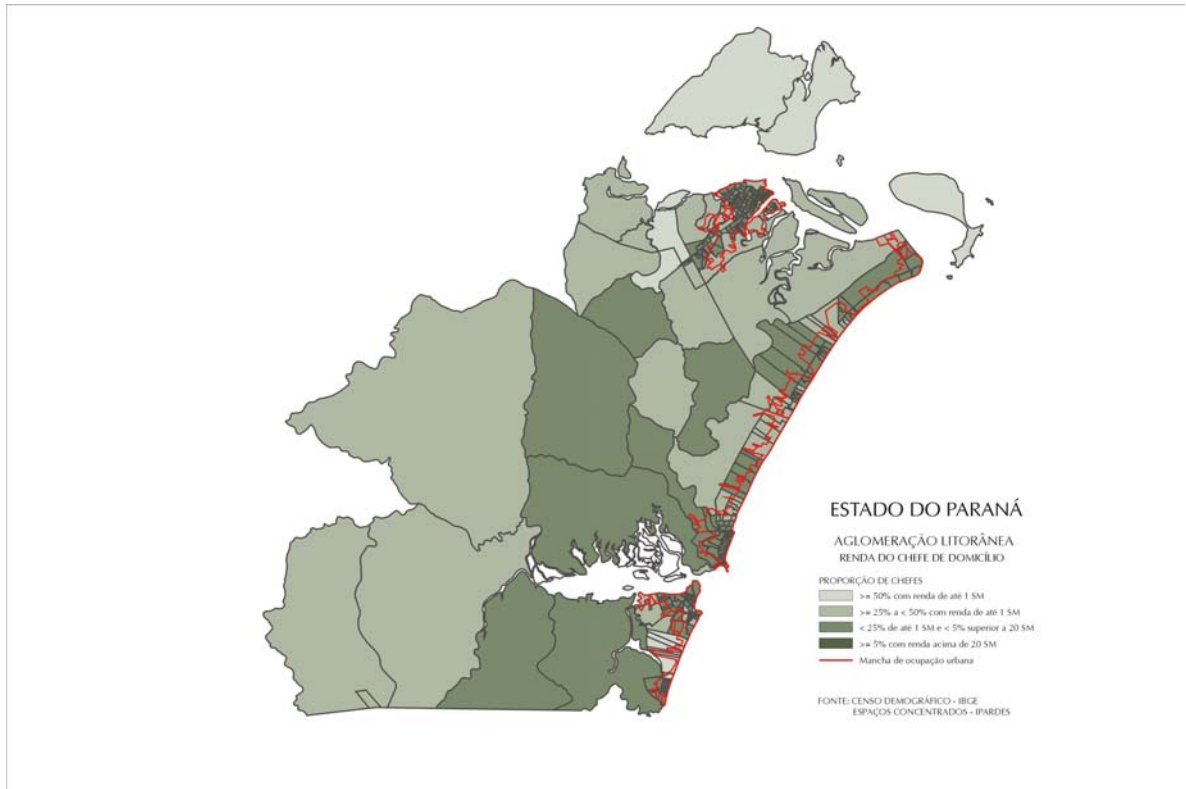 ESTADO DO PARANÁ
AGLOMERAÇÃO LITORÂNEA
RENDA DO CHEFE DE DOMICÍLIO
PROPORÇÃO DE CHEFES
>= 50% com renda de até 1 SM
>= 25% a < 50% com renda de até 1 SM
< 25% de até 1 SM e < 5% superior a 20 SM
>= 5% com renda acima de 20 SM
Mancha de ocupação urbana
FONTE: CENSO DEMOGRÁFICO - IBGE
ESPAÇOS CONCENTRADOS - IPARDES